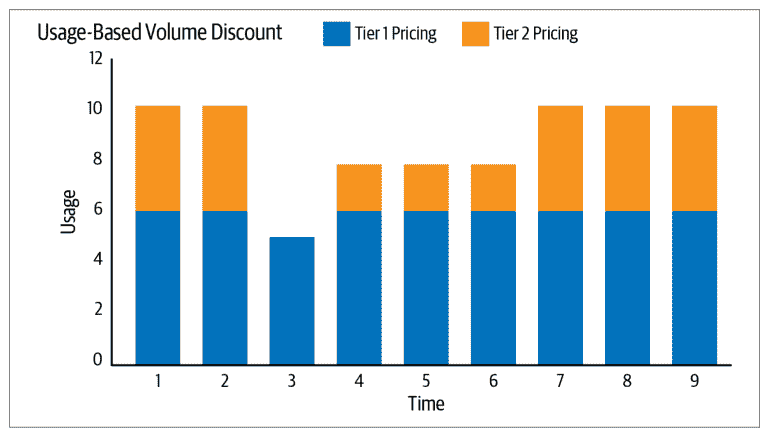 Usage-Based Volume Discount
Tier 1 Pricing
Tier 2 Pricing
12
10
8
6
4
2
0
Usage
1 2 3 4 5 6 7 8 9
Time